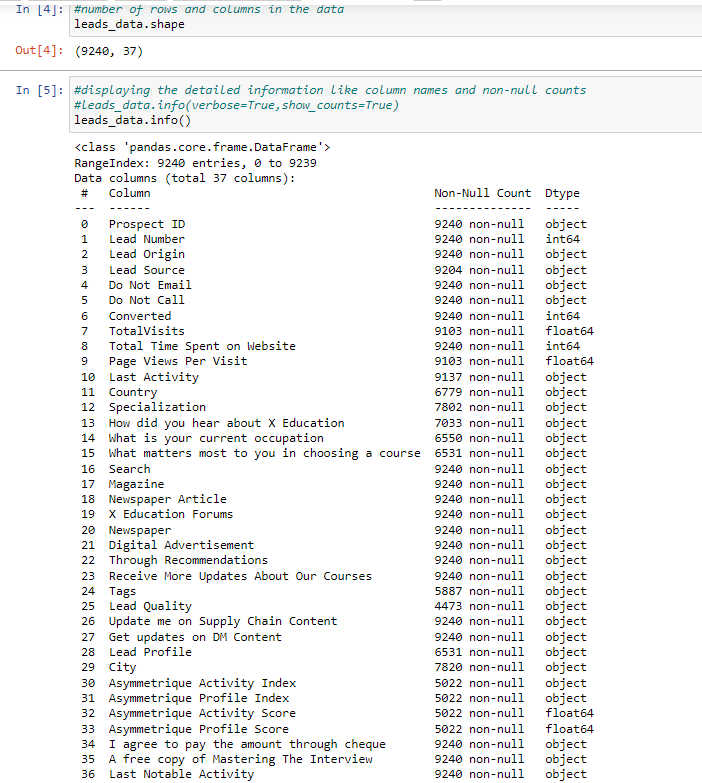 In [4]: #number of rows and columns in the data
leads_data.shape
Out[4]: (9240, 37)
In [5]: #displaying the detailed information like column names and non-null counts
#leads_data.info(verbose=True,show_counts=True)
leads_data.info()
<class 'pandas.core.frame.DataFrame'>
RangeIndex: 9240 entries, 0 to 9239
Data columns (total 37 columns):
 #   Column                                         Non-Null Count  Dtype
---  ------                                         --------------  -----
 0   Prospect ID                                    9240 non-null   object
 1   Lead Number                                    9240 non-null   int64
 2   Lead Origin                                    9240 non-null   object
 3   Lead Source                                    9204 non-null   object
 4   Do Not Email                                   9240 non-null   object
 5   Do Not Call                                    9240 non-null   object
 6   Converted                                      9240 non-null   int64
 7   TotalVisits                                    9103 non-null   float64
 8   Total Time Spent on Website                    9240 non-null   int64
 9   Page Views Per Visit                           9103 non-null   float64
 10  Last Activity                                  9137 non-null   object
 11  Country                                        6779 non-null   object
 12  Specialization                                 7802 non-null   object
 13  How did you hear about X Education             7033 non-null   object
 14  What is your current occupation                6550 non-null   object
 15  What matters most to you in choosing a course  6531 non-null   object
 16  Search                                         9240 non-null   object
 17  Magazine                                       9240 non-null   object
 18  Newspaper Article                              9240 non-null   object
 19  X Education Forums                             9240 non-null   object
 20  Newspaper                                      9240 non-null   object
 21  Digital Advertisement                          9240 non-null   object
 22  Through Recommendations                        9240 non-null   object
 23  Receive More Updates About Our Courses         9240 non-null   object
 24  Tags                                           5887 non-null   object
 25  Lead Quality                                   4473 non-null   object
 26  Update me on Supply Chain Content              9240 non-null   object
 27  Get updates on DM Content                      9240 non-null   object
 28  Lead Profile                                   6531 non-null   object
 29  City                                           7820 non-null   object
 30  Asymmetrique Activity Index                    5022 non-null   object
 31  Asymmetrique Profile Index                     5022 non-null   object
 32  Asymmetrique Activity Score                    5022 non-null   float64
 33  Asymmetrique Profile Score                     5022 non-null   float64
 34  I agree to pay the amount through cheque       9240 non-null   object
 35  A free copy of Mastering The Interview         9240 non-null   object
 36  Last Notable Activity                          9240 non-null   object